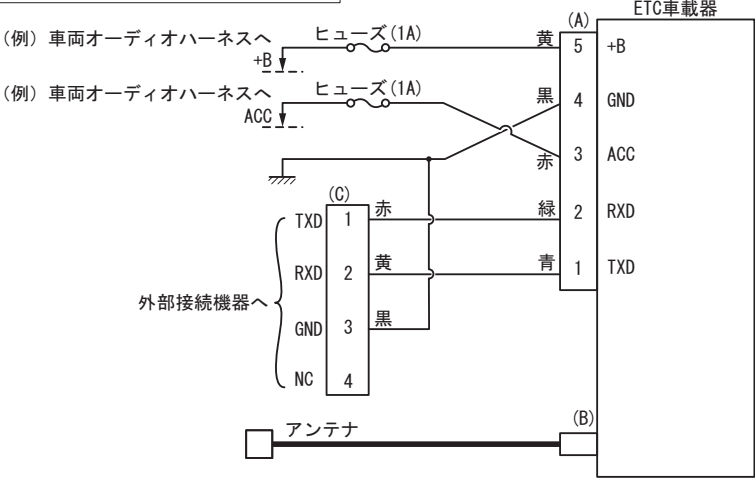 ETC車載器
(例) 車両オーディオハーネスへ ヒューズ(1A) 黄 (A)
+B
5 +B
(例) 車両オーディオハーネスへ ヒューズ(1A) 黒 4 GND
ACC
赤 3 ACC
(C)
TXD 1 赤 緑 2 RXD
RXD 2 黄 青 1 TXD
外部接続機器へ
GND 3 黒
NC 4
アンテナ (B)